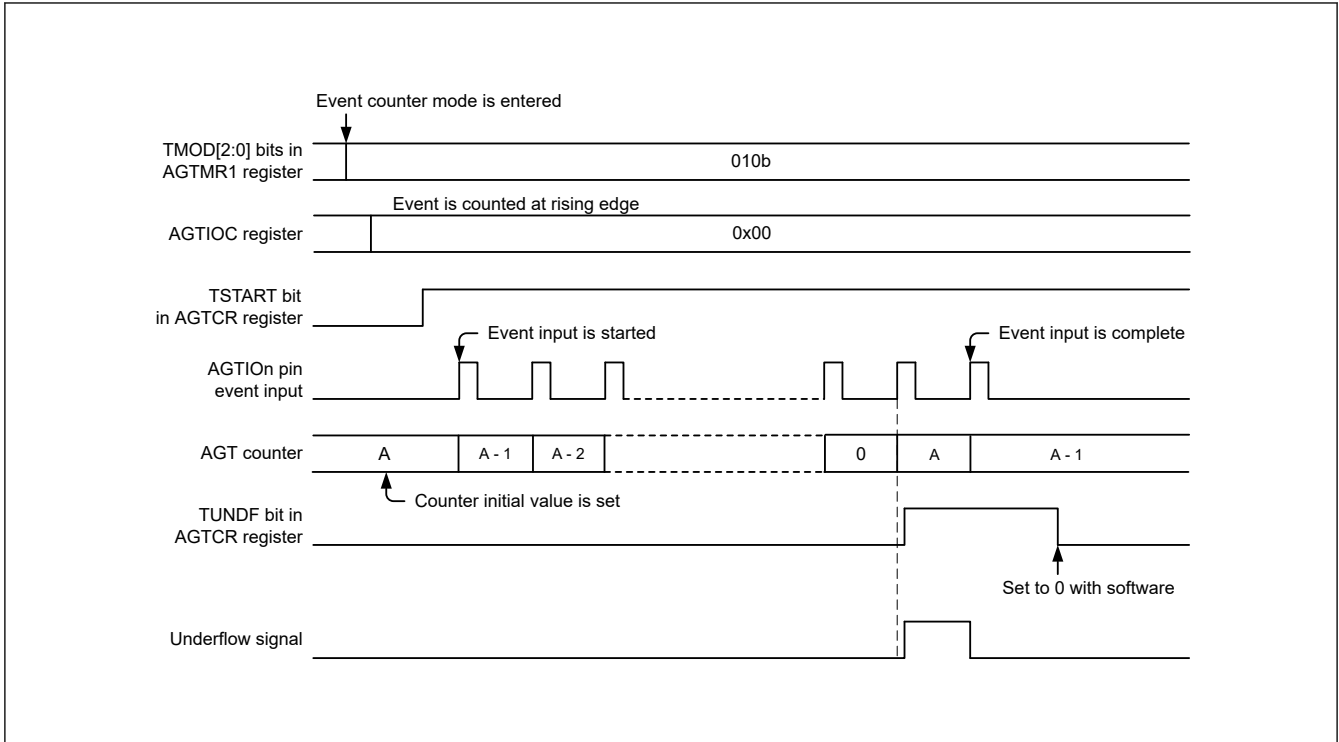 Event counter mode is entered
TMOD[2:0] bits in
AGTMR1 register
010b
Event is counted at rising edge
AGTIOC register
0x00
TSTART bit
in AGTCR register
Event input is started
Event input is complete
AGTIOn pin
event input
AGT counter
A
A - 1
A - 2
0
A
A - 1
Counter initial value is set
TUNDF bit in
AGTCR register
Set to 0 with software
Underflow signal